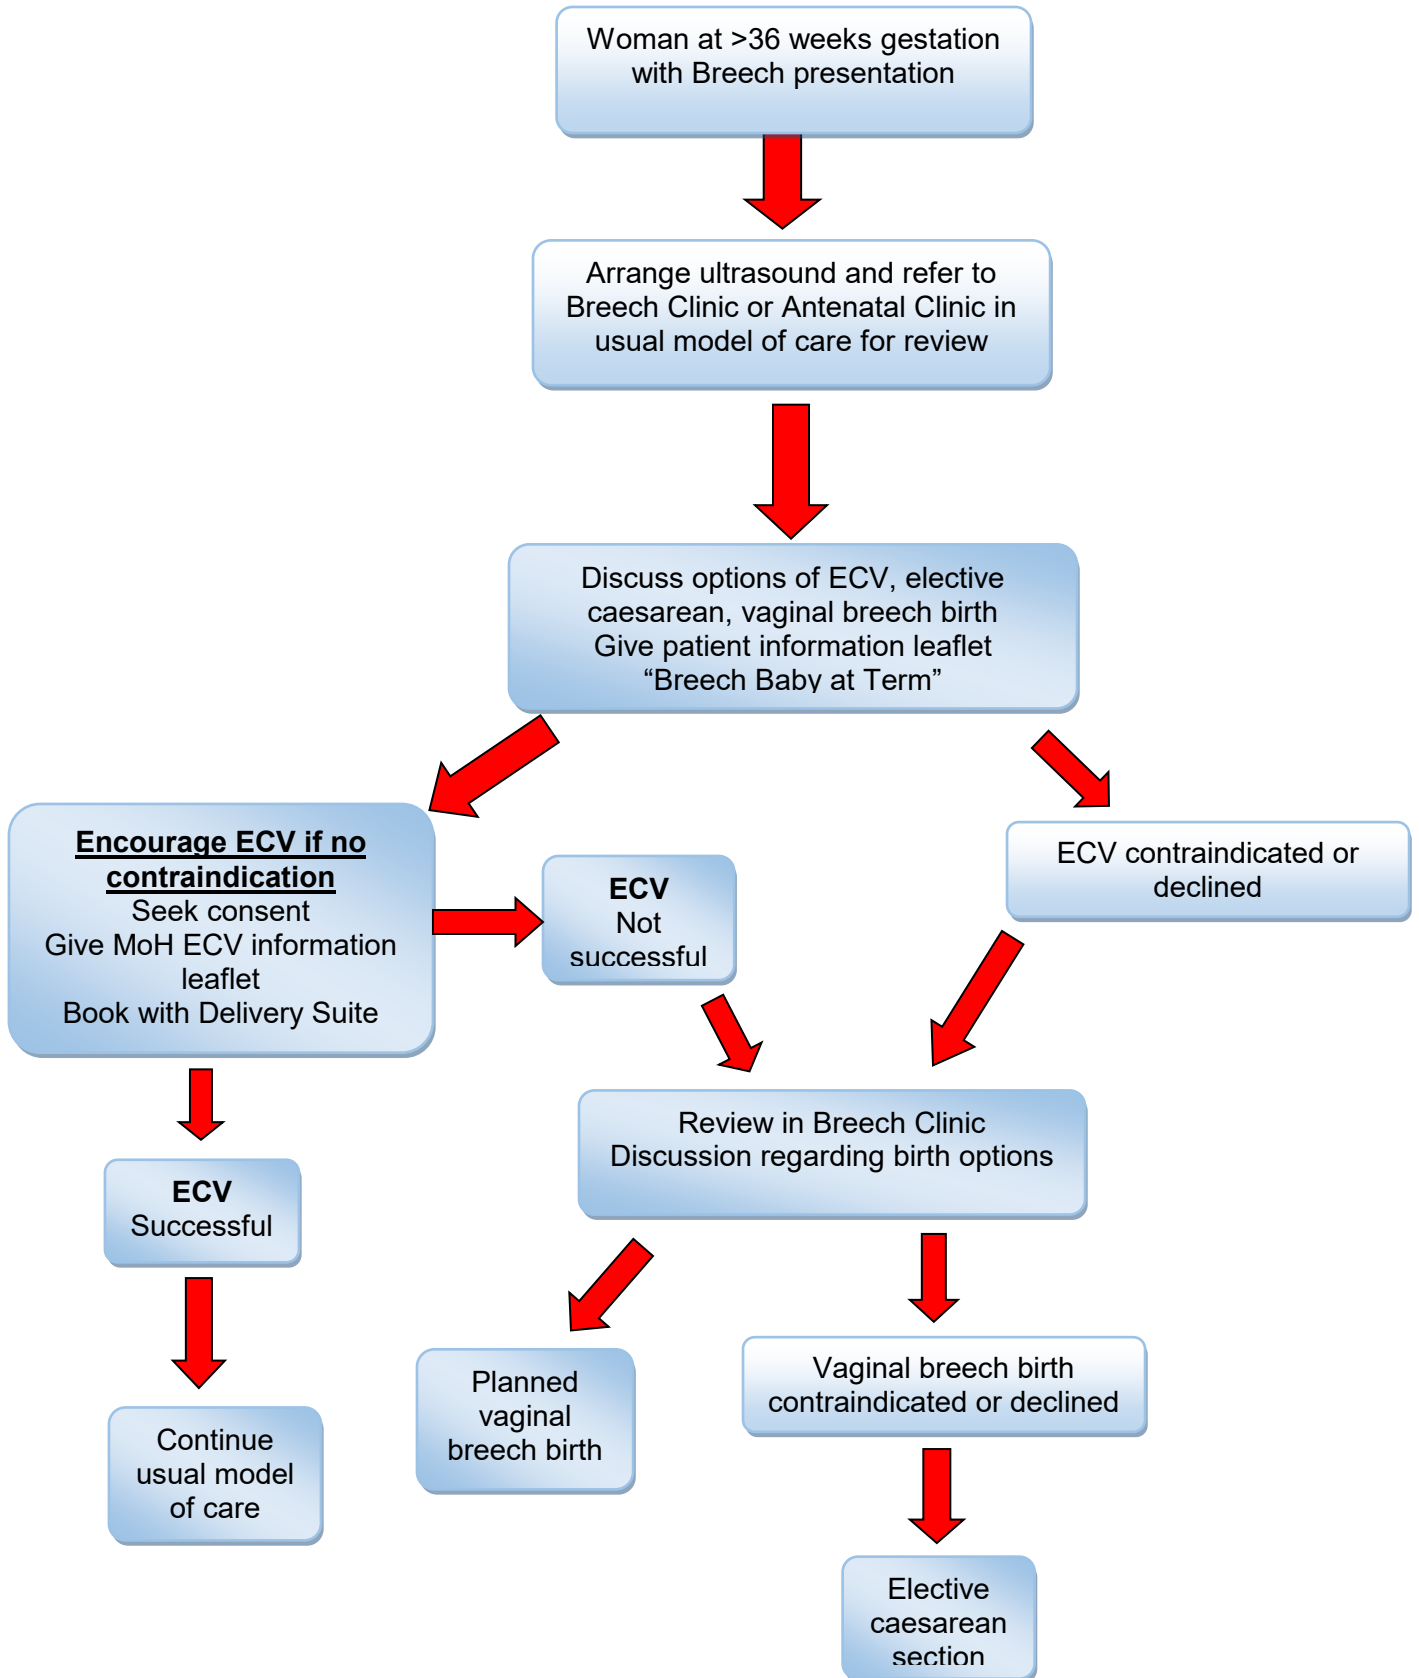 Woman at >36 weeks gestation
with Breech presentation
Arrange ultrasound and refer to
Breech Clinic or Antenatal Clinic in
usual model of care for review
Discuss options of ECV, elective
caesarean, vaginal breech birth
Give patient information leaflet
“Breech Baby at Term”
Encourage ECV if no
contraindication
Seek consent
Give MoH ECV information
leaflet
Book with Delivery Suite
ECV
Not
successful
ECV contraindicated or
declined
Review in Breech Clinic
Discussion regarding birth options
ECV
Successful
Continue
usual model
of care
Planned
vaginal
breech birth
Vaginal breech birth
contraindicated or declined
Elective
caesarean
section